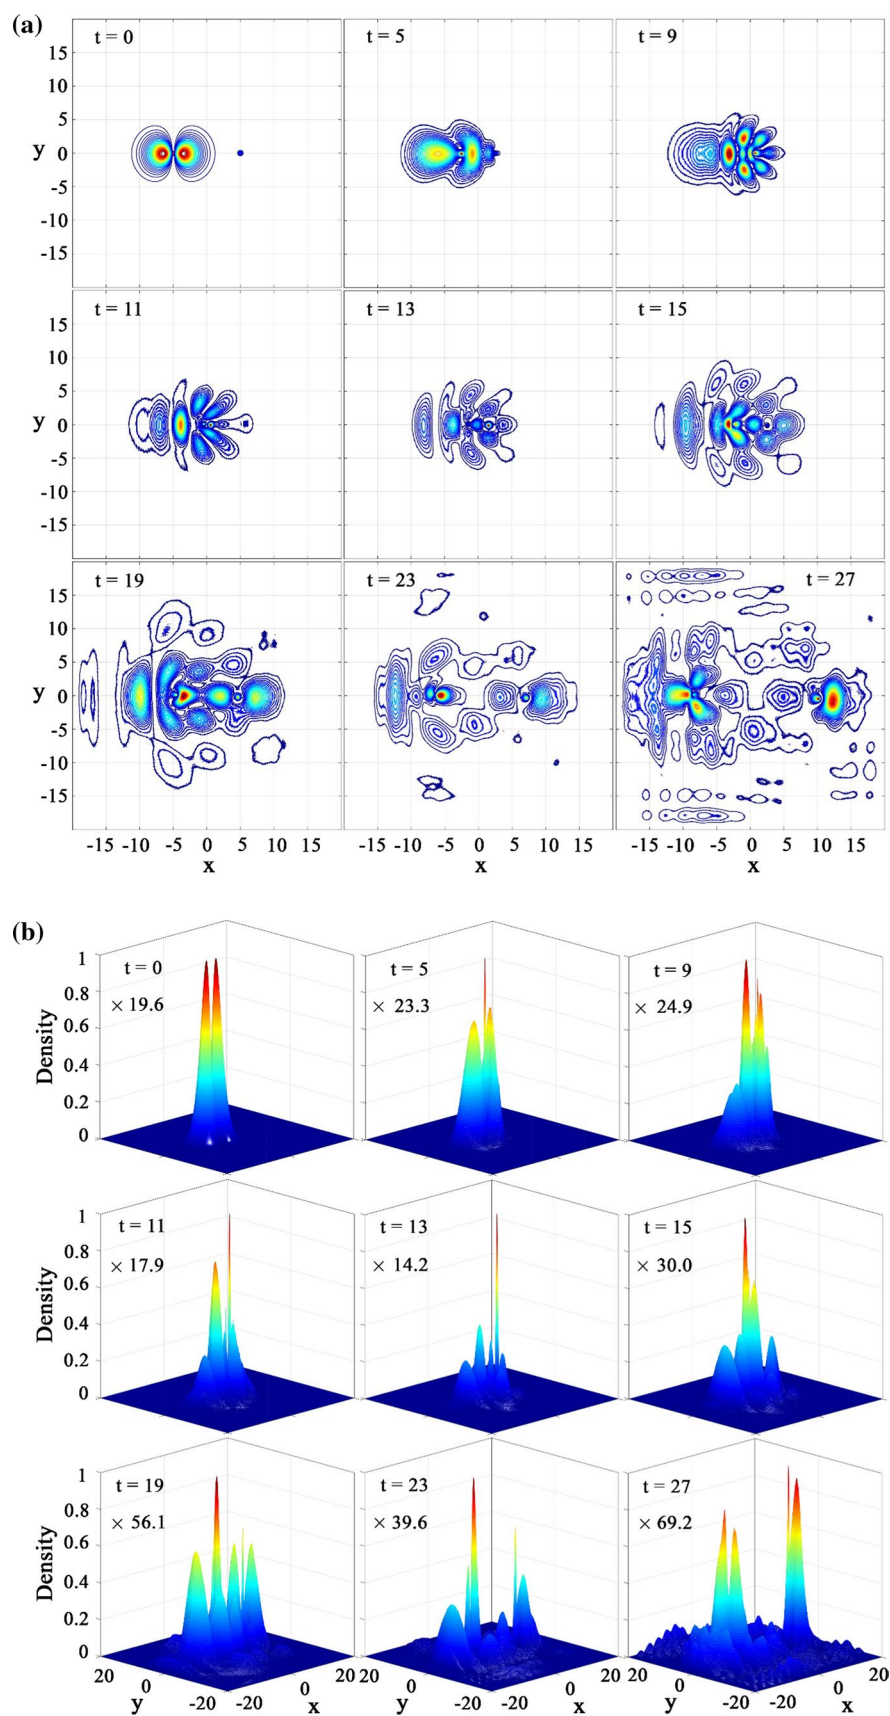 (a)
t = 0
t = 5
t = 9
15
10
5
y 0
-5
-10
-15
t = 11
t = 13
t = 15
15
10
5
y 0
-5
-10
-15
t = 19
t = 23
t = 27
15
10
5
y 0
-5
-10
-15
-15 -10 -5 0 5 10 15
-15 -10 -5 0 5 10 15
-15 -10 -5 0 5 10 15
x
x
x
(b)
1
0.8
0.6
0.4
0.2
0
Density
t = 0
× 19.6
t = 5
× 23.3
t = 9
× 24.9
1
0.8
0.6
0.4
0.2
0
Density
t = 11
× 17.9
t = 13
× 14.2
t = 15
× 30.0
1
0.8
0.6
0.4
0.2
0
Density
t = 19
× 56.1
t = 23
× 39.6
t = 27
× 69.2
20 0 -20 -20 0 20
y x
0 -20 -20 0 20
y x
0 -20 -20 0 20
y x